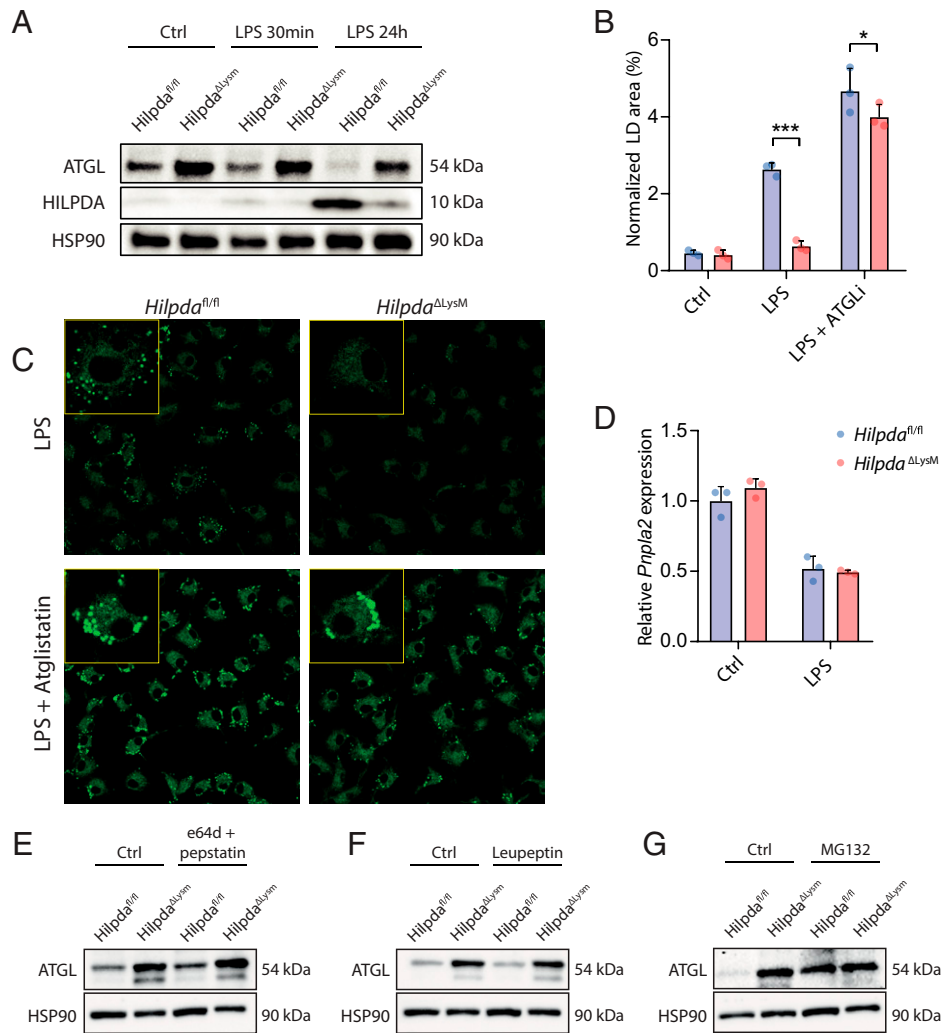 A
Ctrl LPS 30min LPS 24h
Hilpda^fl/fl Hilpda^ΔLysm Hilpda^fl/fl Hilpda^ΔLysm Hilpda^fl/fl Hilpda^ΔLysm
ATGL 54 kDa
HILPDA 10 kDa
HSP90 90 kDa
B
Normalized LD area (%)
6
4
2
0
***
*
Ctrl LPS LPS + ATGLi
C
Hilpda^fl/fl Hilpda^ΔLysM
LPS
LPS + Atglistatin
D
Relative Pnpla2 expression
1.5
1.0
0.5
0.0
Ctrl LPS
Hilpda^fl/fl
Hilpda^ΔLysM
E
Ctrl e64d + pepstatin
Hilpda^fl/fl Hilpda^ΔLysm Hilpda^fl/fl Hilpda^ΔLysm
ATGL 54 kDa
HSP90 90 kDa
F
Ctrl Leupeptin
Hilpda^fl/fl Hilpda^ΔLysm Hilpda^fl/fl Hilpda^ΔLysm
ATGL 54 kDa
HSP90 90 kDa
G
Ctrl MG132
Hilpda^fl/fl Hilpda^ΔLysm Hilpda^fl/fl Hilpda^ΔLysm
ATGL 54 kDa
HSP90 90 kDa